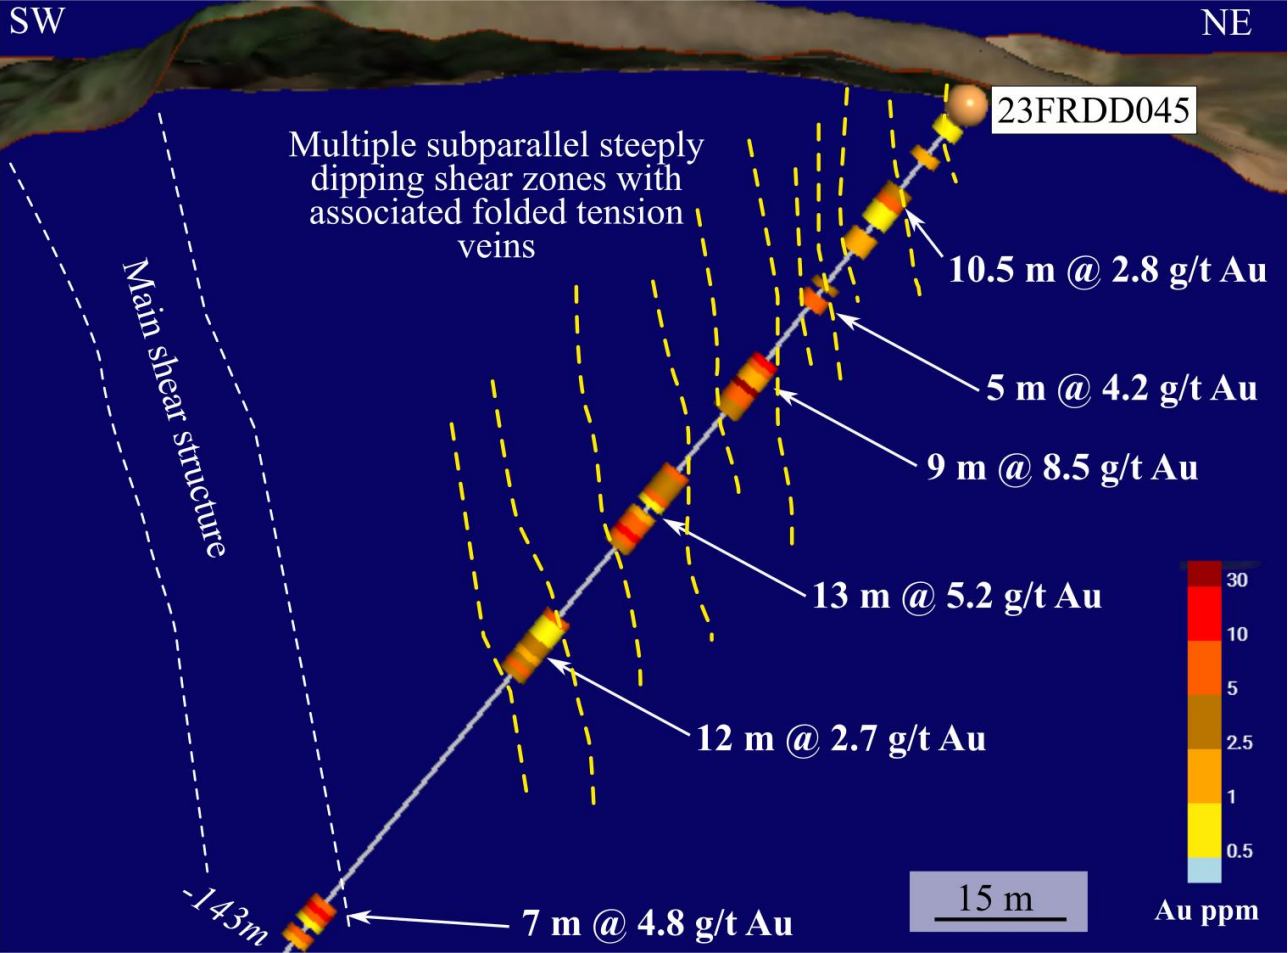 SW
NE
23FRDD045
Multiple subparallel steeply
dipping shear zones with
associated folded tension
veins
Main shear structure
10.5 m @ 2.8 g/t Au
5 m @ 4.2 g/t Au
9 m @ 8.5 g/t Au
13 m @ 5.2 g/t Au
12 m @ 2.7 g/t Au
7 m @ 4.8 g/t Au
-143m
30
10
5
2.5
1
0.5
Au ppm
15 m